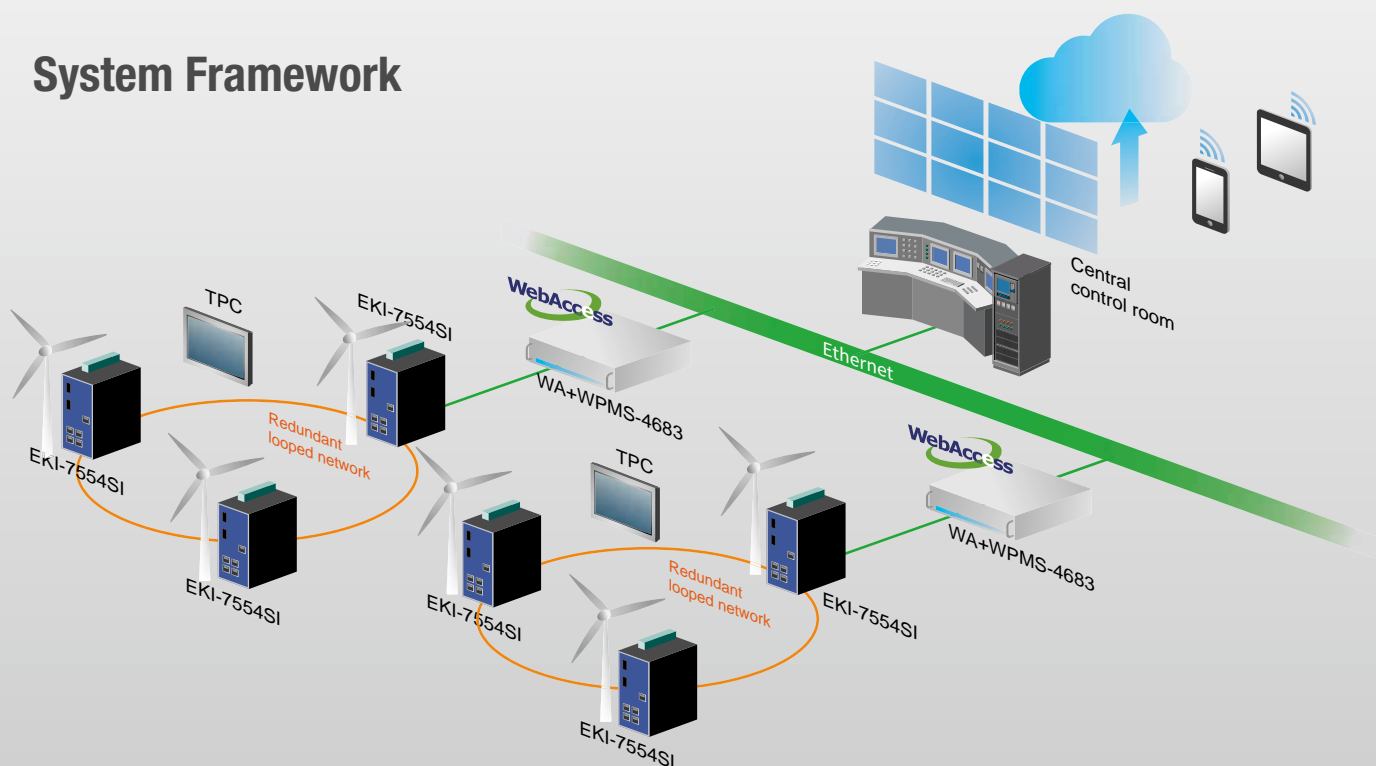 System Framework
Central
control room
WebAccess
TPC
EKI-7554SI
Ethernet
WA+WPMS-4683
Redundant
looped network
EKI-7554SI
WebAccess
TPC
EKI-7554SI
WA+WPMS-4683
Redundant
looped network
EKI-7554SI
EKI-7554SI
EKI-7554SI